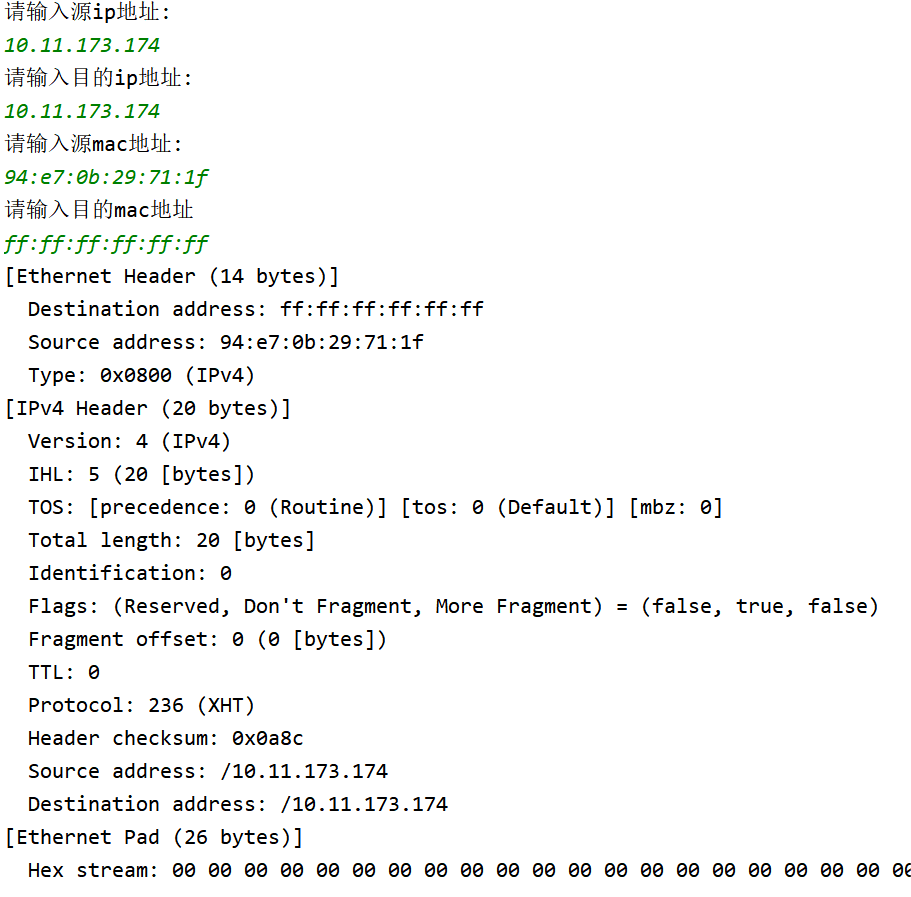 请输入源ip地址:
10.11.173.174
请输入目的ip地址:
10.11.173.174
请输入源mac地址:
94:e7:0b:29:71:1f
请输入目的mac地址
ff:ff:ff:ff:ff:ff
[Ethernet Header (14 bytes)]
  Destination address: ff:ff:ff:ff:ff:ff
  Source address: 94:e7:0b:29:71:1f
  Type: 0x0800 (IPv4)
[IPv4 Header (20 bytes)]
  Version: 4 (IPv4)
  IHL: 5 (20 [bytes])
  TOS: [precedence: 0 (Routine)] [tos: 0 (Default)] [mbz: 0]
  Total length: 20 [bytes]
  Identification: 0
  Flags: (Reserved, Don't Fragment, More Fragment) = (false, true, false)
  Fragment offset: 0 (0 [bytes])
  TTL: 0
  Protocol: 236 (XHT)
  Header checksum: 0x0a8c
  Source address: /10.11.173.174
  Destination address: /10.11.173.174
[Ethernet Pad (26 bytes)]
  Hex stream: 00 00 00 00 00 00 00 00 00 00 00 00 00 00 00 00 00 00 00 00 00